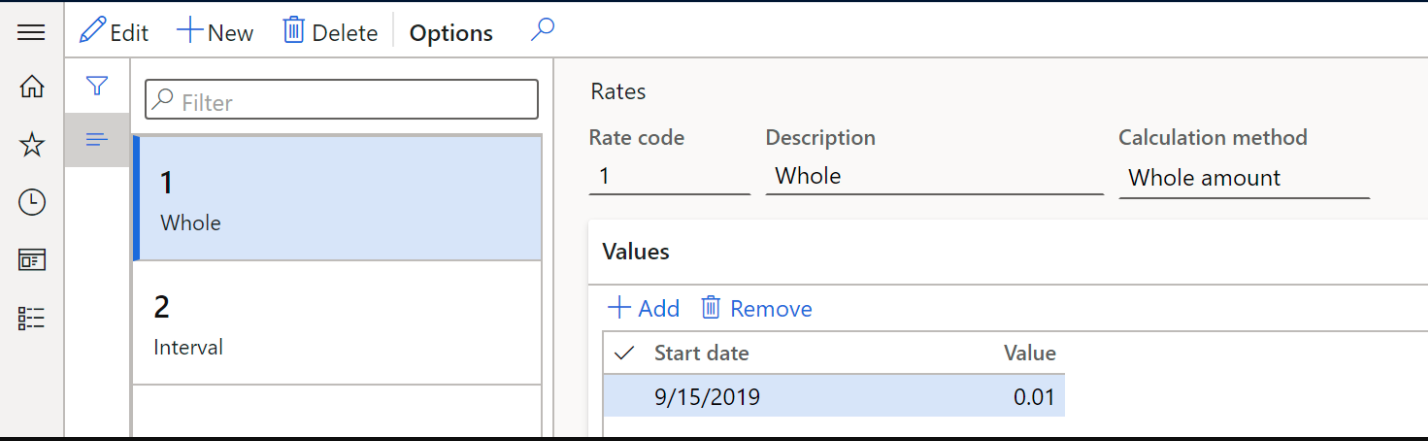 Edit New Delete Options
Filter
1
Whole
2
Interval
Rates
Rate code Description Calculation method
1 Whole Whole amount
Values
Add Remove
Start date Value
9/15/2019 0.01